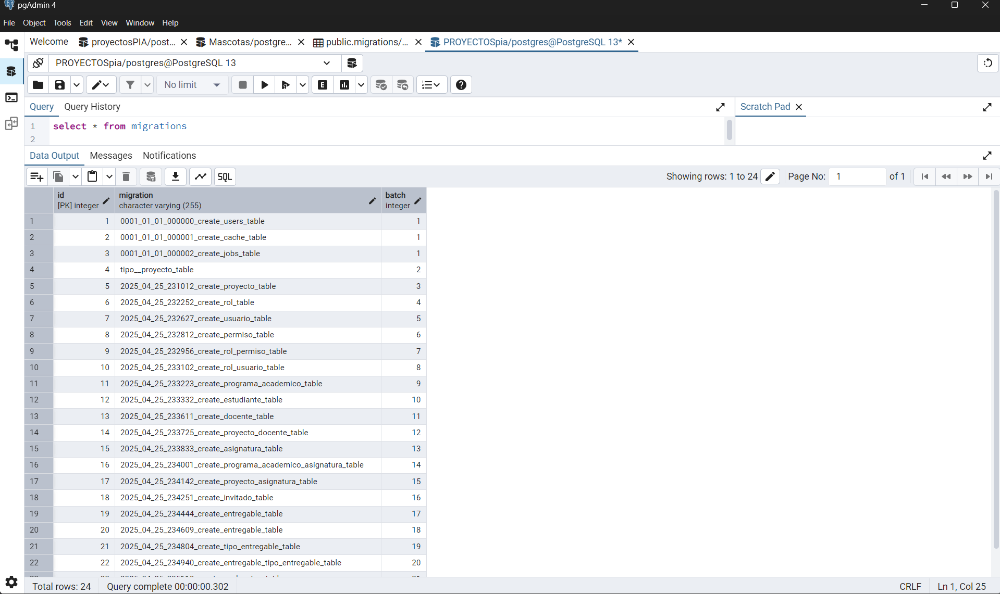 pgAdmin 4
File Object Tools Edit View Window Help
Welcome proyectosPIA/post... Mascotas/postgre... public.migrations/... PROYECTOSpia/postgres@PostgreSQL 13*
PROYECTOSpia/postgres@PostgreSQL 13
No limit E
Query Query History Scratch Pad
1 select * from migrations
2
Data Output Messages Notifications
SQL Showing rows: 1 to 24 Page No: 1 of 1
id migration batch
[PK] integer character varying (255) integer
1 1 0001_01_01_000000_create_users_table 1
2 2 0001_01_01_000001_create_cache_table 1
3 3 0001_01_01_000002_create_jobs_table 1
4 4 tipo__proyecto_table 2
5 5 2025_04_25_231012_create_proyecto_table 3
6 6 2025_04_25_232252_create_rol_table 4
7 7 2025_04_25_232627_create_usuario_table 5
8 8 2025_04_25_232812_create_permiso_table 6
9 9 2025_04_25_232956_create_rol_permiso_table 7
10 10 2025_04_25_233102_create_rol_usuario_table 8
11 11 2025_04_25_233223_create_programa_academico_table 9
12 12 2025_04_25_233332_create_estudiante_table 10
13 13 2025_04_25_233611_create_docente_table 11
14 14 2025_04_25_233725_create_proyecto_docente_table 12
15 15 2025_04_25_233833_create_asignatura_table 13
16 16 2025_04_25_234001_create_programa_academico_asignatura_table 14
17 17 2025_04_25_234142_create_proyecto_asignatura_table 15
18 18 2025_04_25_234251_create_invitado_table 16
19 19 2025_04_25_234444_create_entregable_table 17
20 20 2025_04_25_234609_create_entregable_table 18
21 21 2025_04_25_234804_create_tipo_entregable_table 19
22 22 2025_04_25_234940_create_entregable_tipo_entregable_table 20
Total rows: 24 Query complete 00:00:00.302 CRLF Ln 1, Col 25